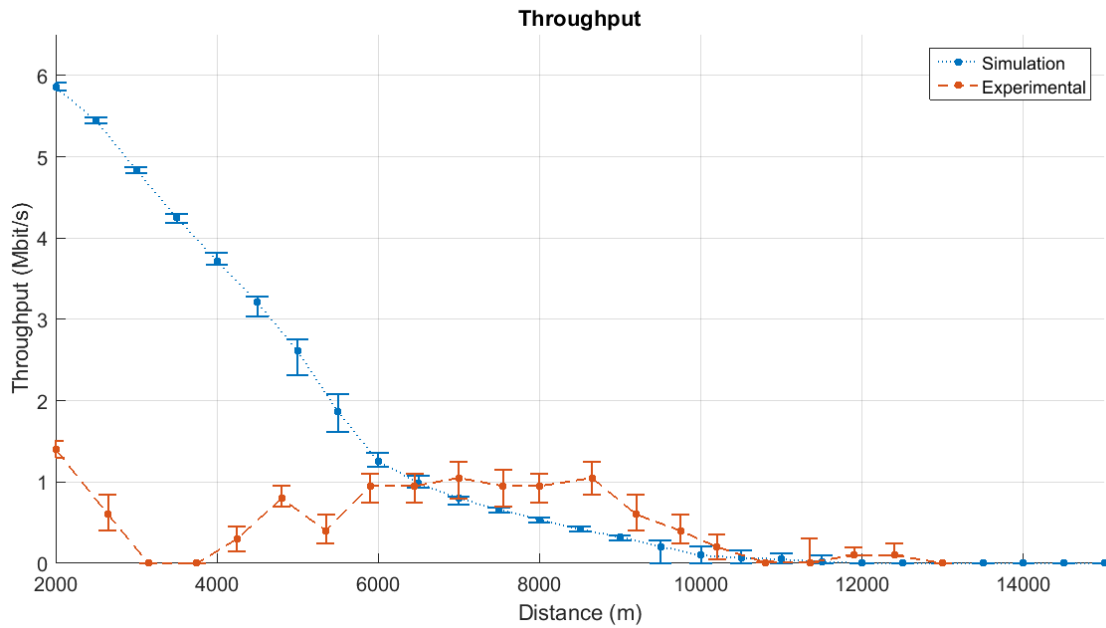 Throughput
Simulation
Experimental
Throughput (Mbit/s)
6
5
4
3
2
1
0
2000 4000 6000 8000 10000 12000 14000
Distance (m)